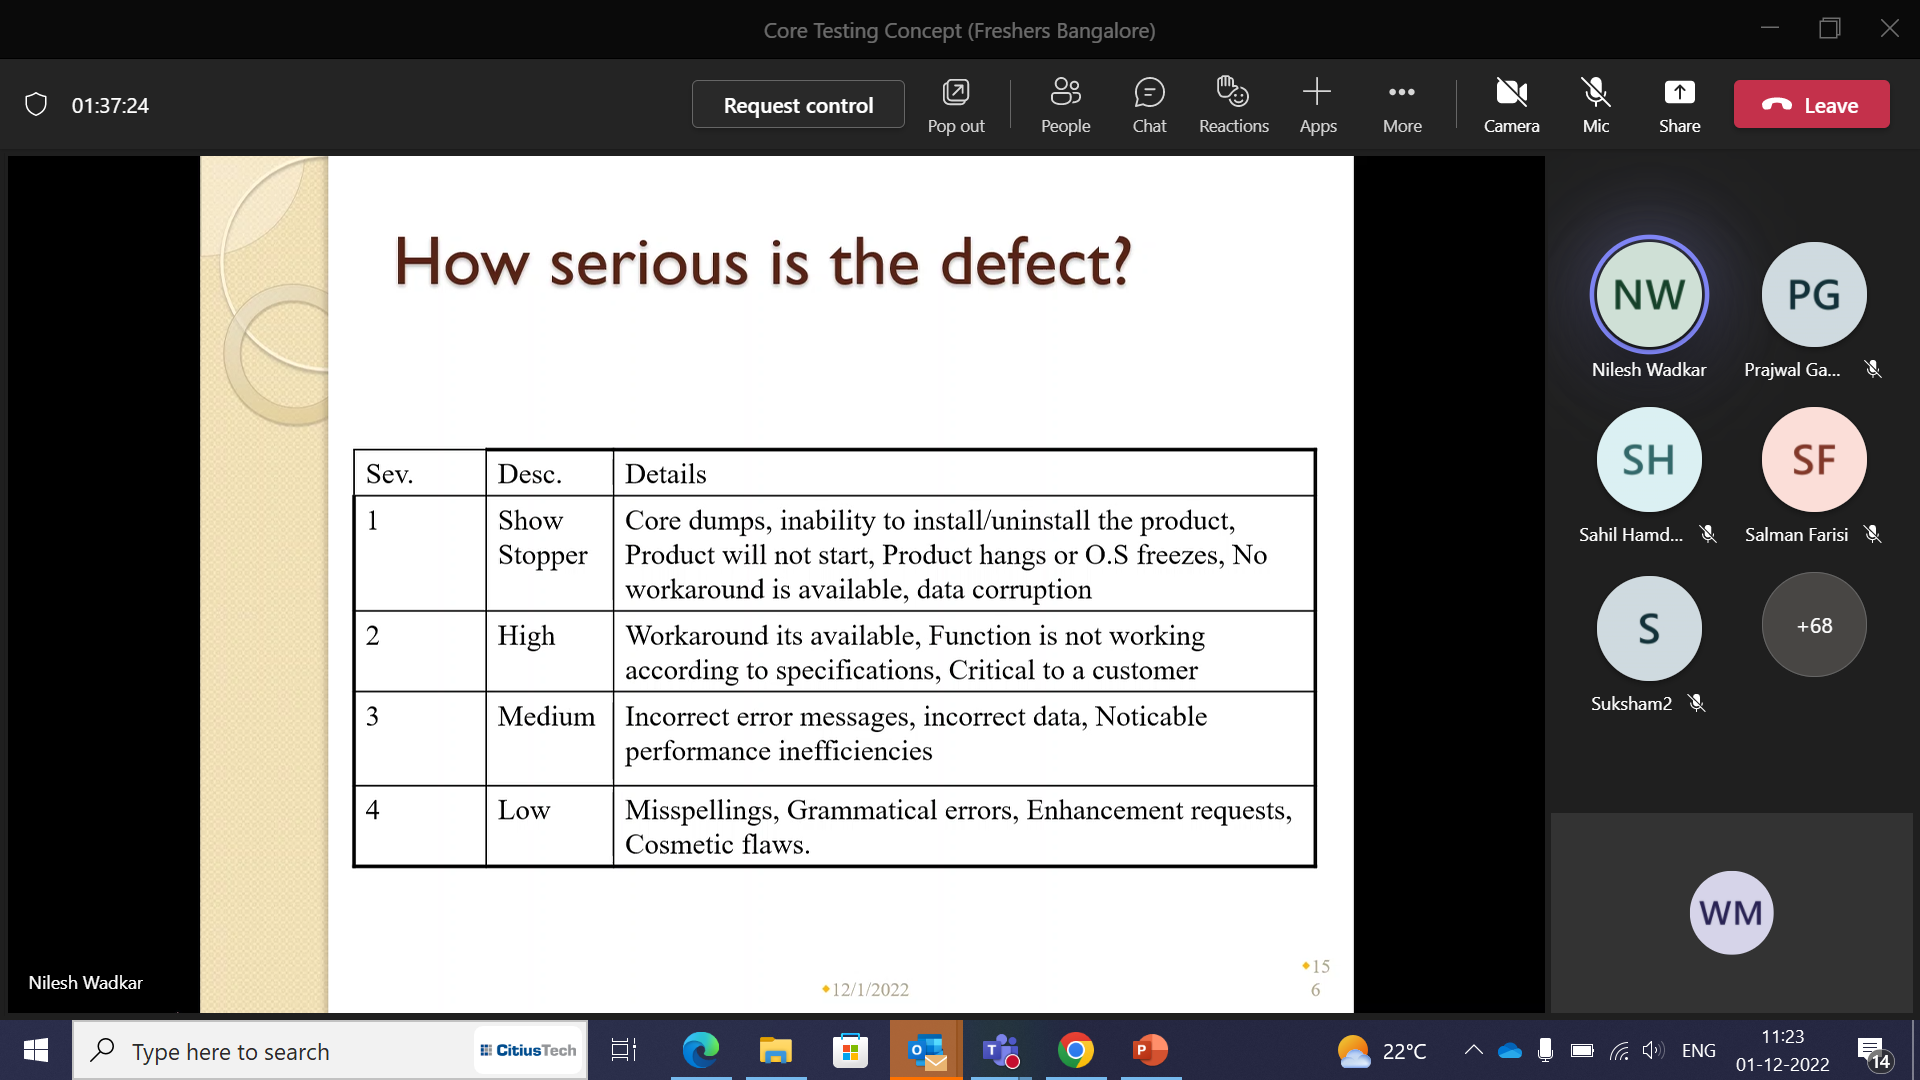 Core Testing Concept (Freshers Bangalore)
01:37:24
Request control
Pop out
People
Chat
Reactions
Apps
More
Camera
Mic
Share
Leave
How serious is the defect?
Sev.
Desc.
Details
1
Show
Stopper
Core dumps, inability to install/uninstall the product,
Product will not start, Product hangs or O.S freezes, No
workaround is available, data corruption
2
High
Workaround its available, Function is not working
according to specifications, Critical to a customer
3
Medium
Incorrect error messages, incorrect data, Noticable
performance inefficiencies
4
Low
Misspellings, Grammatical errors, Enhancement requests,
Cosmetic flaws.
12/1/2022
15
6
Nilesh Wadkar
NW
Nilesh Wadkar
PG
Prajwal Ga...
SH
Sahil Hamd...
SF
Salman Farisi
S
Suksham2
+68
WM
Type here to search
CitiusTech
O
T
P
22°C
ENG
11:23
01-12-2022
14